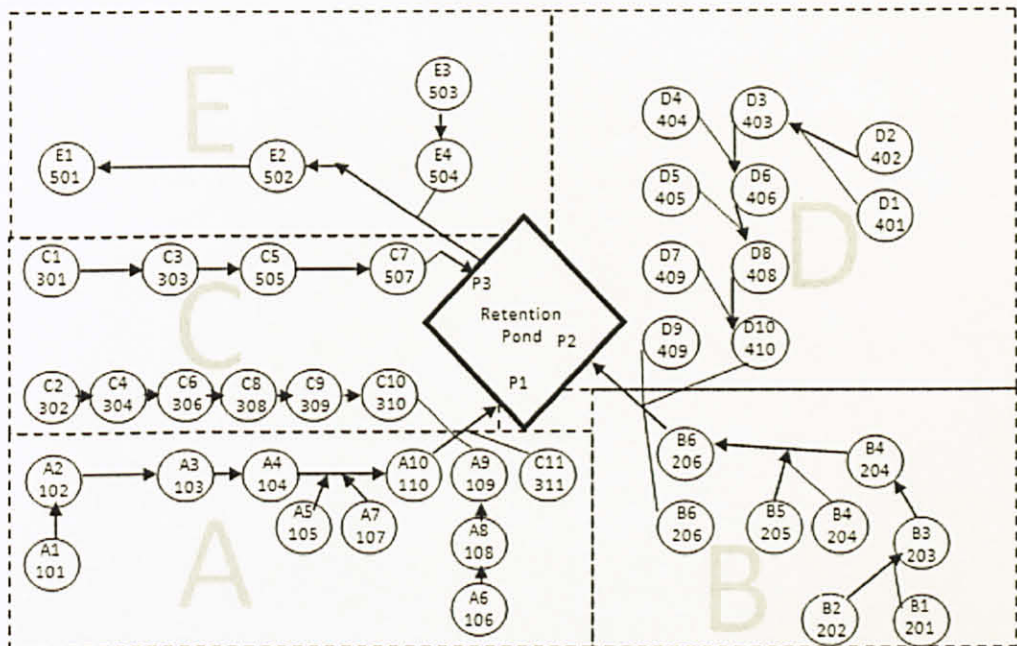 E
E1
501
E2
502
E3
503
E4
504
D
D4
404
D3
403
D2
402
D1
401
D5
405
D6
406
D7
409
D8
408
D9
409
D10
410
C
C1
301
C3
303
C5
505
C7
507
C2
302
C4
304
C6
306
C8
308
C9
309
C10
310
C11
311
P3
Retention
Pond
P2
P1
A
A2
102
A3
103
A4
104
A10
110
A9
109
A5
105
A7
107
A8
108
A1
101
A6
106
B
B6
206
B4
204
B6
206
B5
205
B4
204
B3
203
B2
202
B1
201